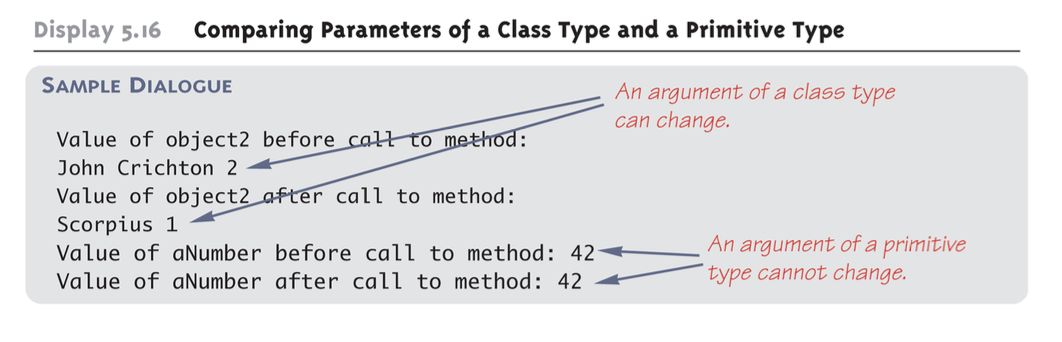 Display 5.16 Comparing Parameters of a Class Type and a Primitive Type
SAMPLE DIALOGUE
An argument of a class type
can change.
Value of object2 before call to method:
John Crichton 2
Value of object2 after call to method:
Scorpius 1
Value of aNumber before call to method: 42
Value of aNumber after call to method: 42
An argument of a primitive
type cannot change.